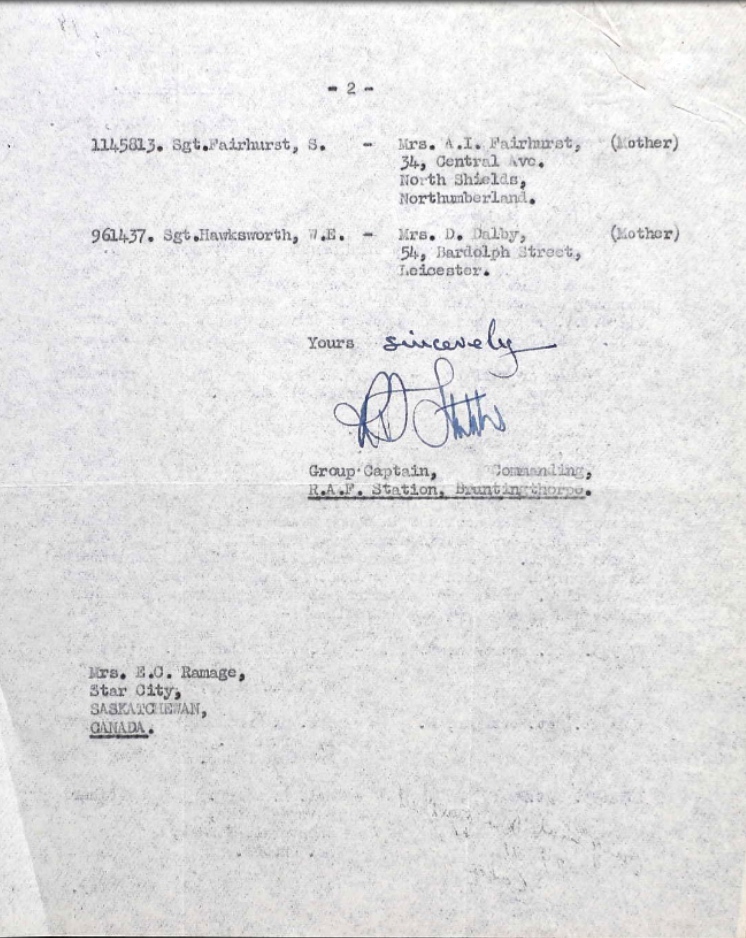 - 2 -
1145813. Sgt.Fairhurst, S. - Mrs. A.I. Fairhurst, (Mother)
34, Central Ave.
North Shields,
Northumberland.
961437. Sgt.Hawksworth, W.E. - Mrs. D. Dalby, (Mother)
54, Bardolph Street,
Leicester.
Yours sincerely
Group Captain, Commanding,
R.A.F. Station, Bruntingthorpe.
Mrs. E.C. Ramage,
Star City,
SASKATCHEWAN,
CANADA.